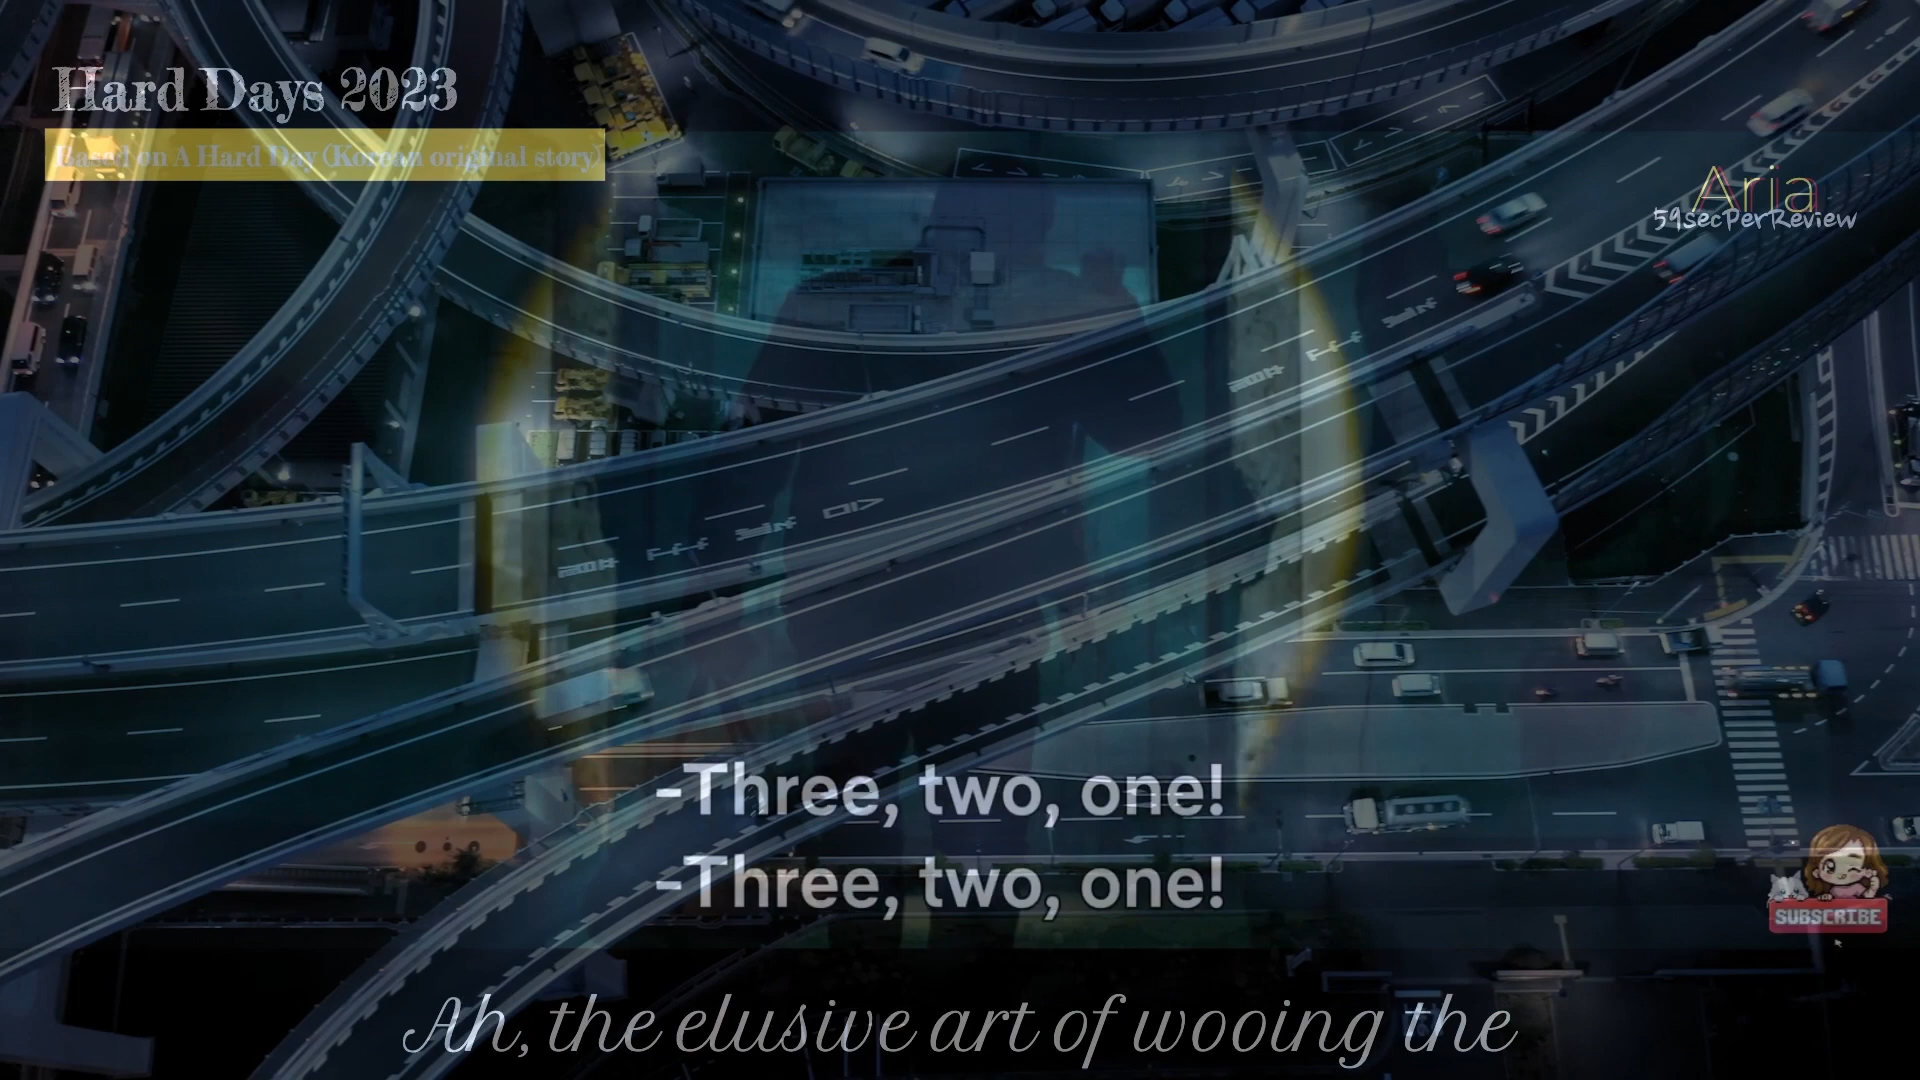 Hard Days 2023
Based on A Hard Day (Korean original story)
Aria
59secPerReview
-Three, two, one!
-Three, two, one!
SUBSCRIBE
Ah, the elusive art of wooing the